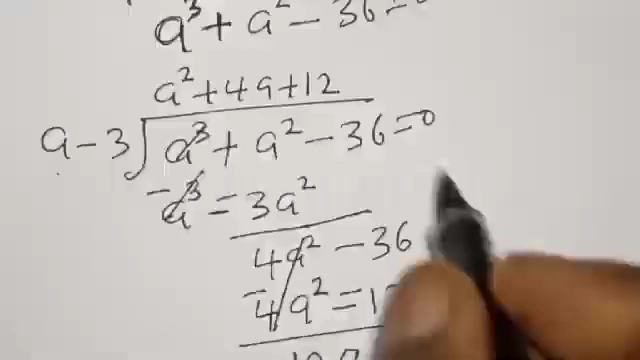 a³ + a² - 36 = 0
a² + 4a + 12
a - 3 a³ + a² - 36 = 0
- a³ = 3a²
4a² - 36
- 4a² = 1